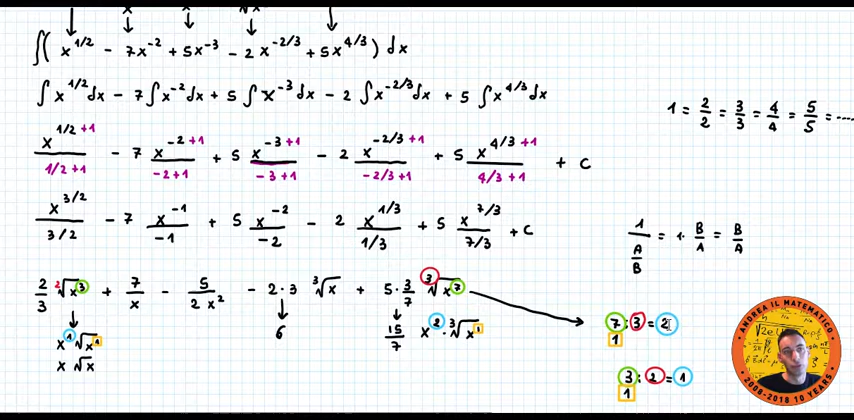 ∫( x^{1/2} - 7x^{-2} + 5x^{-3} - 2x^{-2/3} + 5x^{4/3} ) dx
∫ x^{1/2} dx - 7 ∫ x^{-2} dx + 5 ∫ x^{-3} dx - 2 ∫ x^{-2/3} dx + 5 ∫ x^{4/3} dx
1 = 2/2 = 3/3 = 4/4 = 5/5 = ....
x^{1/2 +1}/(1/2 +1) - 7 x^{-2+1}/(-2+1) + 5 x^{-3+1}/(-3+1) - 2 x^{-2/3+1}/(-2/3+1) + 5 x^{4/3+1}/(4/3+1) + c
x^{3/2}/(3/2) - 7 x^{-1}/(-1) + 5 x^{-2}/(-2) - 2 x^{1/3}/(1/3) + 5 x^{7/3}/(7/3) + c
1/(A/B) = 1 · B/A = B/A
2/3 ²√x³ + 7/x - 5/(2x²) - 2·3 ³√x + 5·3/7 ³√x⁷
6
15/7 x² · ³√x¹
x¹ √x¹
x √x
7 : 3 = 2
1
3 : 2 = 1
1
ANDREA IL MATEMATICO
2008-2018 10 YEARS